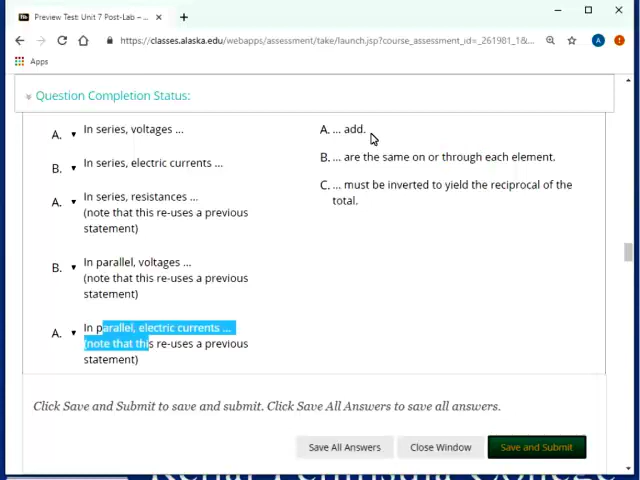 Preview Test: Unit 7 Post-Lab – ...
https://classes.alaska.edu/webapps/assessment/take/launch.jsp?course_assessment_id=_261981_1&...
A
Apps
Question Completion Status:
A. In series, voltages ...
B. In series, electric currents ...
A. In series, resistances ...
(note that this re-uses a previous
statement)
B. In parallel, voltages ...
(note that this re-uses a previous
statement)
A. In parallel, electric currents ...
(note that this re-uses a previous
statement)
A. ... add.
B. ... are the same on or through each element.
C. ... must be inverted to yield the reciprocal of the
total.
Click Save and Submit to save and submit. Click Save All Answers to save all answers.
Save All Answers
Close Window
Save and Submit
Kenai Peninsula College